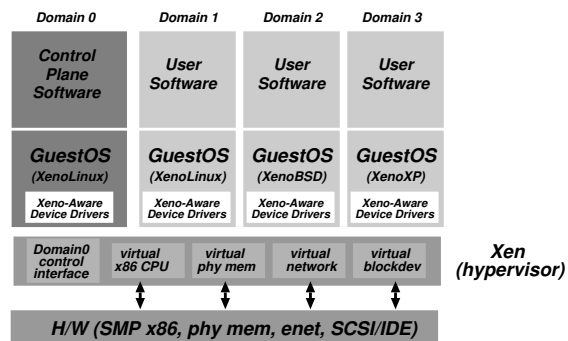 Domain 0
Domain 1
Domain 2
Domain 3
Control
Plane
Software
User
Software
User
Software
User
Software
GuestOS
(XenoLinux)
Xeno-Aware
Device Drivers
GuestOS
(XenoLinux)
Xeno-Aware
Device Drivers
GuestOS
(XenoBSD)
Xeno-Aware
Device Drivers
GuestOS
(XenoXP)
Xeno-Aware
Device Drivers
Domain0
control
interface
virtual
x86 CPU
virtual
phy mem
virtual
network
virtual
blockdev
Xen
(hypervisor)
H/W (SMP x86, phy mem, enet, SCSI/IDE)